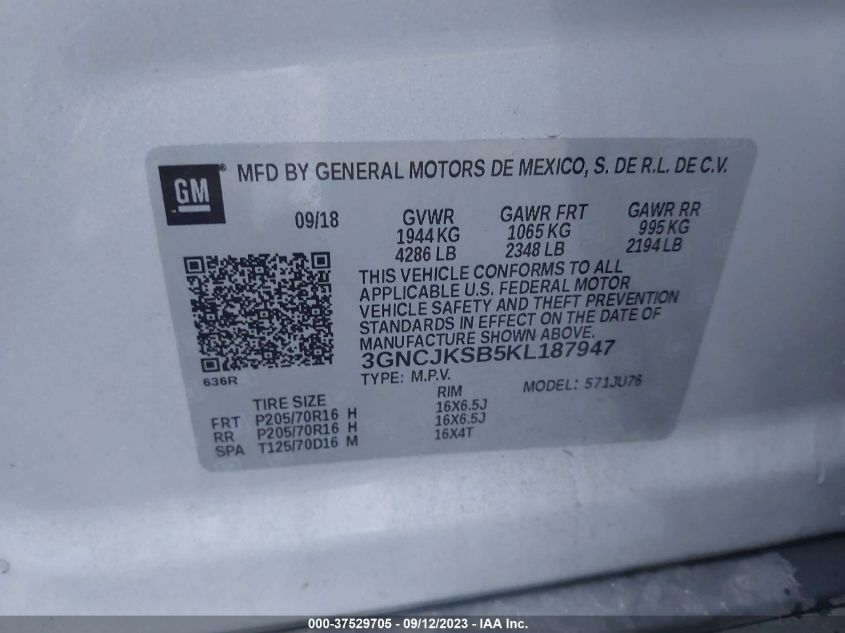 GM ® MFD BY GENERAL MOTORS DE MEXICO, S. DE R.L. DE C.V.
09/18 GVWR GAWR FRT GAWR RR
1944 KG 1065 KG 995 KG
4286 LB 2348 LB 2194 LB
THIS VEHICLE CONFORMS TO ALL
APPLICABLE U.S. FEDERAL MOTOR
VEHICLE SAFETY AND THEFT PREVENTION
STANDARDS IN EFFECT ON THE DATE OF
MANUFACTURE SHOWN ABOVE.
3GNCJKSB5KL187947
636R TYPE: M.P.V. MODEL: 571JU76
TIRE SIZE RIM
FRT P205/70R16 H 16X6.5J
RR P205/70R16 H 16X6.5J
SPA T125/70D16 M 16X4T
000-37529705 - 09/12/2023 - IAA Inc.